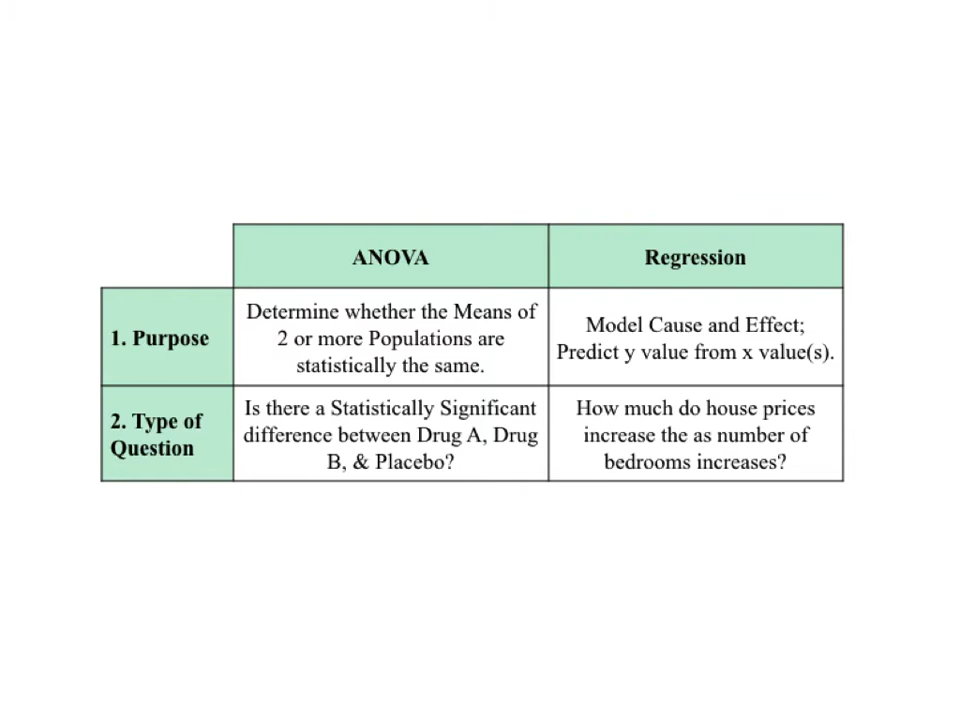 ANOVA
Regression
1. Purpose
Determine whether the Means of
2 or more Populations are
statistically the same.
Model Cause and Effect;
Predict y value from x value(s).
2. Type of
Question
Is there a Statistically Significant
difference between Drug A, Drug
B, & Placebo?
How much do house prices
increase the as number of
bedrooms increases?